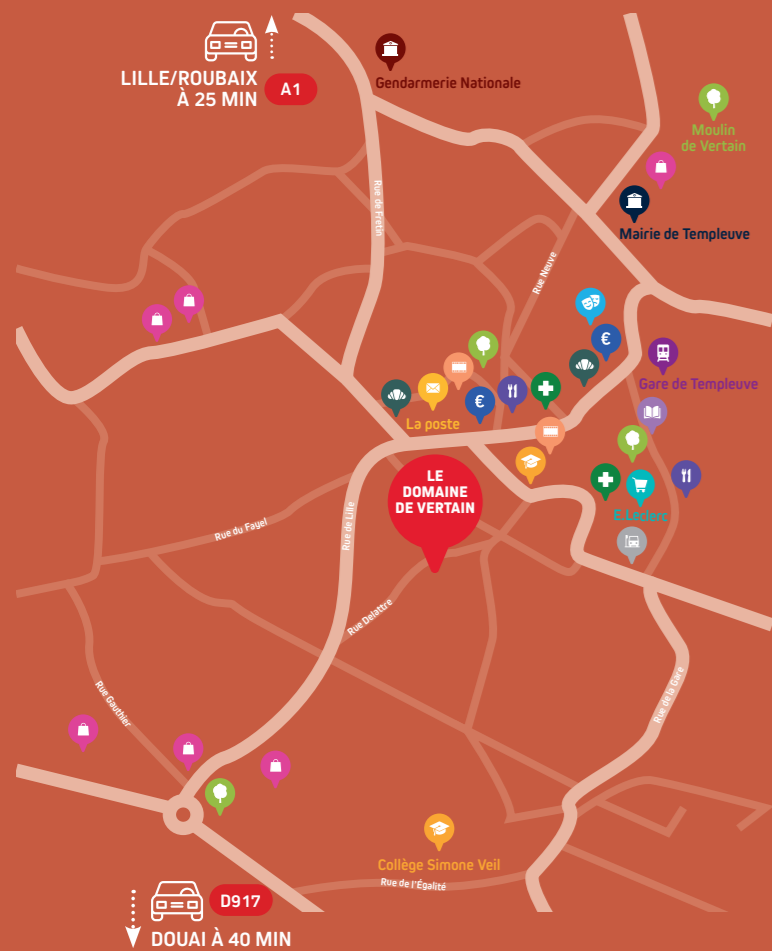 LILLE/ROUBAIX
À 25 MIN
A1
Gendarmerie Nationale
Moulin
de Vertain
Mairie de Templeuve
Rue de Fretin
Rue Neuve
€
Gare de Templeuve
€
La poste
LE
DOMAINE
DE VERTAIN
E.Leclerc
Rue du Fayel
Rue de Lille
Rue Delattre
Rue Gauthier
Rue de la Gare
Collège Simone Veil
Rue de l'Égalité
D917
DOUAI À 40 MIN